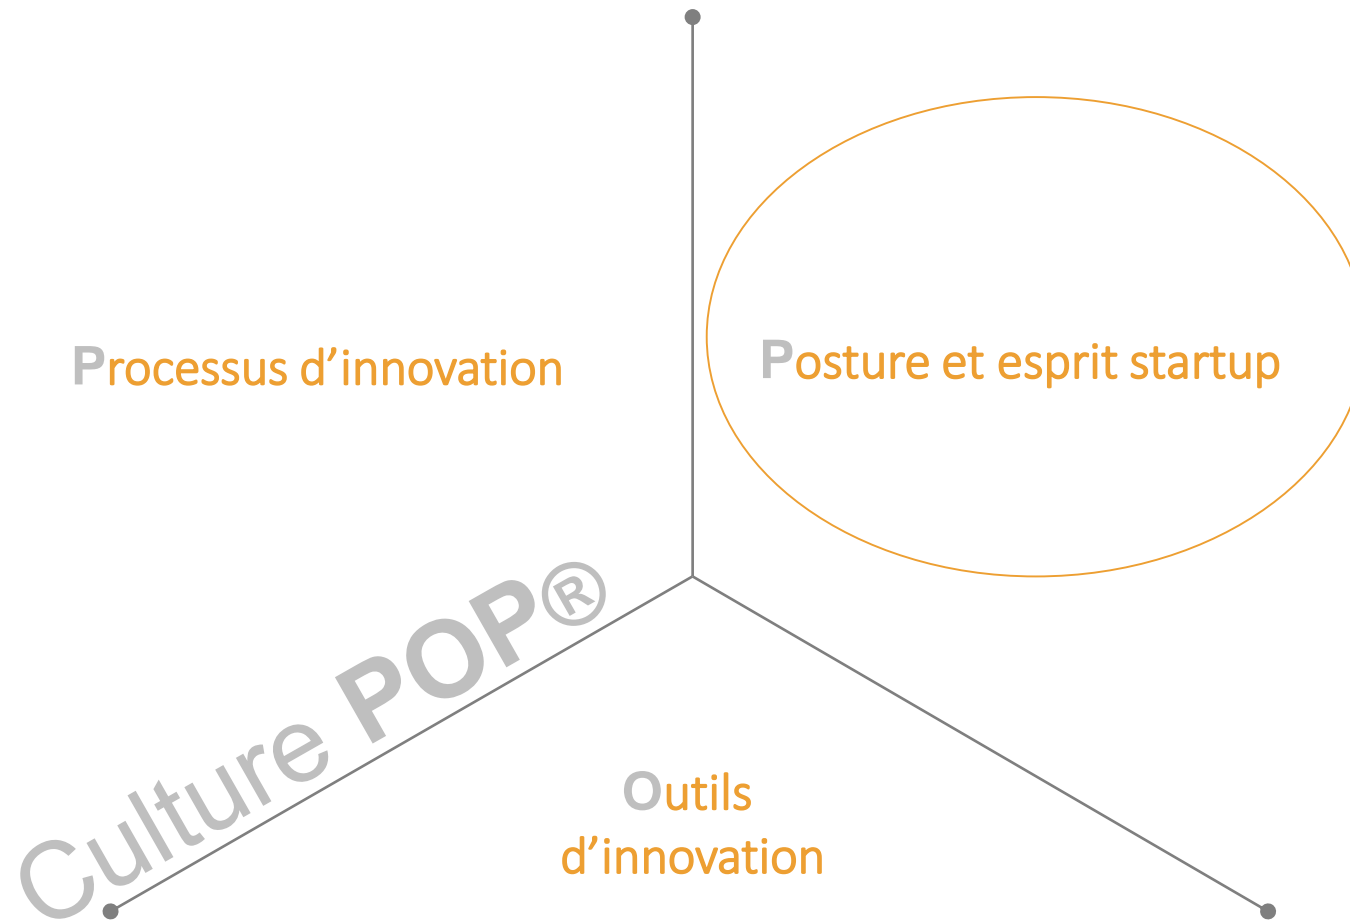 Processus d’innovation
Posture et esprit startup
Culture POP®
Outils
d’innovation